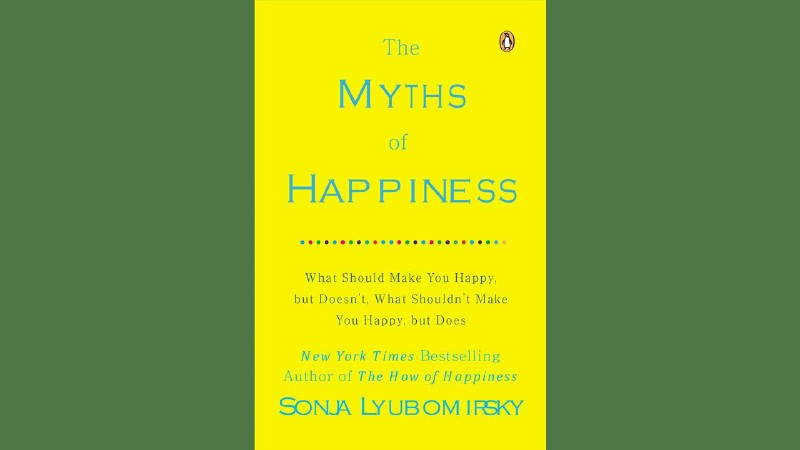 The
MYTHS
of
HAPPINESS
What Should Make You Happy,
but Doesn't, What Shouldn't Make
You Happy, but Does
New York Times Bestselling
Author of The How of Happiness
SONJA LYUBOMIRSKY